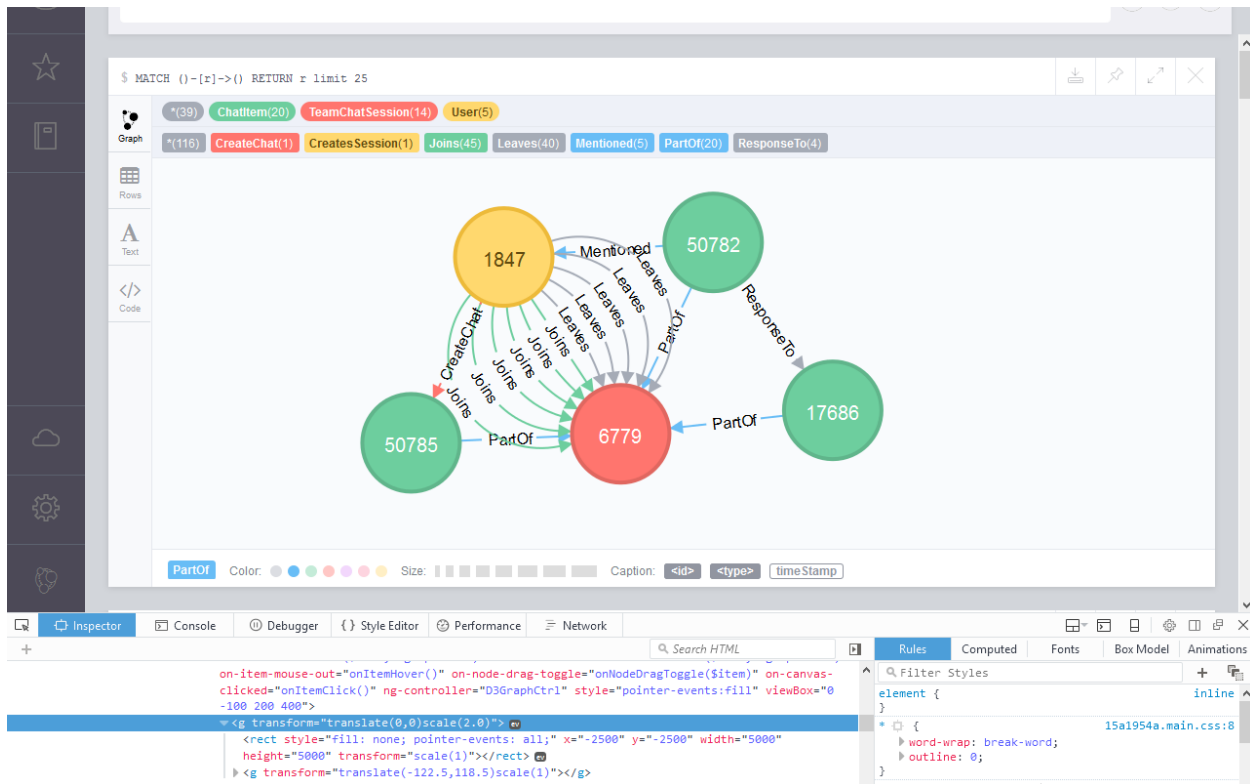 $ MATCH ()-[r]->() RETURN r limit 25
*(39) ChatItem(20) TeamChatSession(14) User(5)
*(116) CreateChat(1) CreatesSession(1) Joins(45) Leaves(40) Mentioned(5) PartOf(20) ResponseTo(4)
Graph
Rows
A
Text
</>
Code
1847
Mentioned
50782
Leaves
Leaves
Leaves
Leaves
Leaves
CreateChat
Joins
Joins
Joins
Joins
Joins
PartOf
ResponseTo
50785
PartOf
6779
PartOf
17686
PartOf Color: Size: Caption: <id> <type> timeStamp
Inspector Console Debugger { } Style Editor Performance Network
+ Search HTML
on-item-mouse-out="onItemHover()" on-node-drag-toggle="onNodeDragToggle($item)" on-canvas-
clicked="onItemClick()" ng-controller="D3GraphCtrl" style="pointer-events:fill" viewBox="0
-100 200 400">
<g transform="translate(0,0)scale(2.0)"> ev
<rect style="fill: none; pointer-events: all;" x="-2500" y="-2500" width="5000"
height="5000" transform="scale(1)"></rect> ev
<g transform="translate(-122.5,118.5)scale(1)"></g>
Rules Computed Fonts Box Model Animations
Filter Styles +
element { inline
}
* { 15a1954a.main.css:8
word-wrap: break-word;
outline: 0;
}